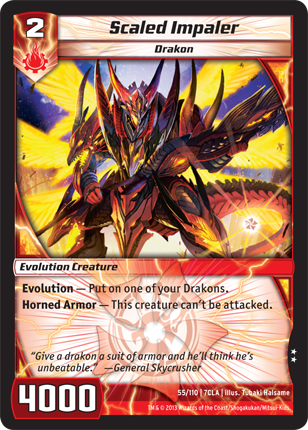 2
Scaled Impaler
Drakon
Evolution Creature
Evolution — Put on one of your Drakons.
Horned Armor — This creature can't be attacked.
"Give a drakon a suit of armor and he'll think he's
unbeatable." —General Skycrusher
4000
55/110 | 7CLA | Illus. Tubaki Haisame
TM & © 2013 Wizards of the Coast/Shogakukan/Mitsui-Kids.